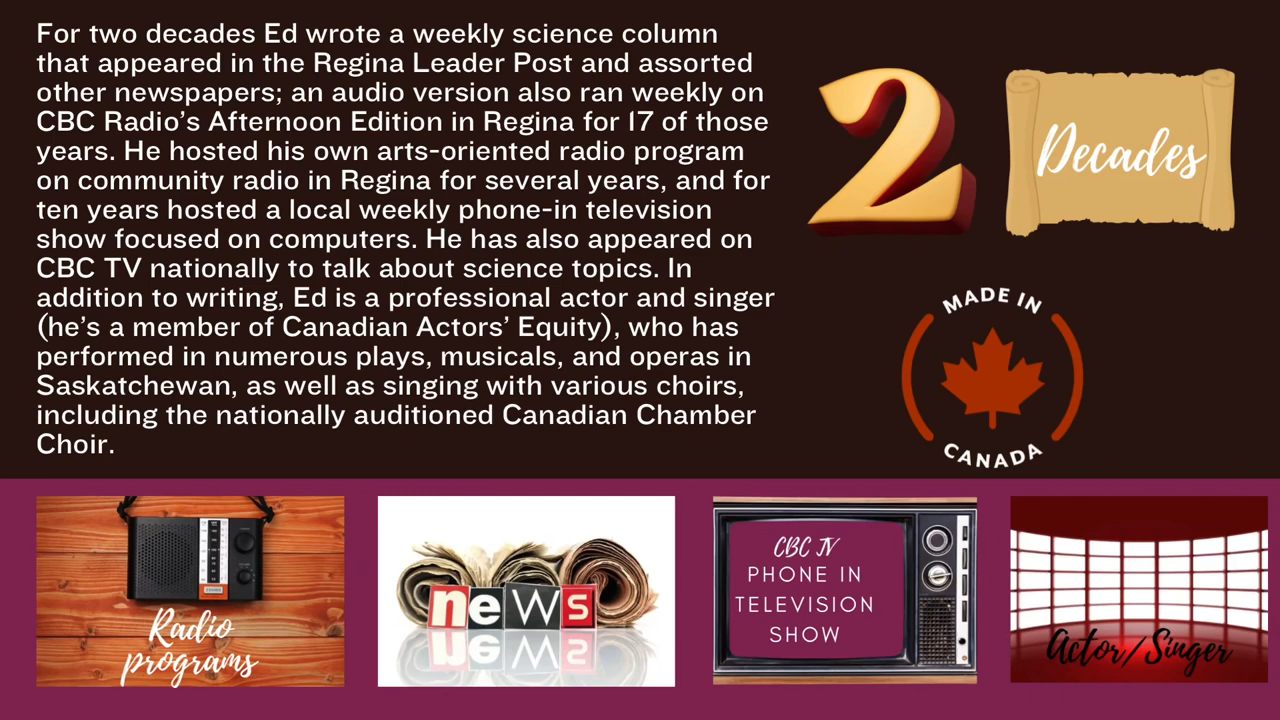 For two decades Ed wrote a weekly science column
that appeared in the Regina Leader Post and assorted
other newspapers; an audio version also ran weekly on
CBC Radio’s Afternoon Edition in Regina for 17 of those
years. He hosted his own arts-oriented radio program
on community radio in Regina for several years, and for
ten years hosted a local weekly phone-in television
show focused on computers. He has also appeared on
CBC TV nationally to talk about science topics. In
addition to writing, Ed is a professional actor and singer
(he’s a member of Canadian Actors’ Equity), who has
performed in numerous plays, musicals, and operas in
Saskatchewan, as well as singing with various choirs,
including the nationally auditioned Canadian Chamber
Choir.
2
Decades
MADE IN
CANADA
Radio
programs
news
CBC TV
PHONE IN
TELEVISION
SHOW
Actor/Singer